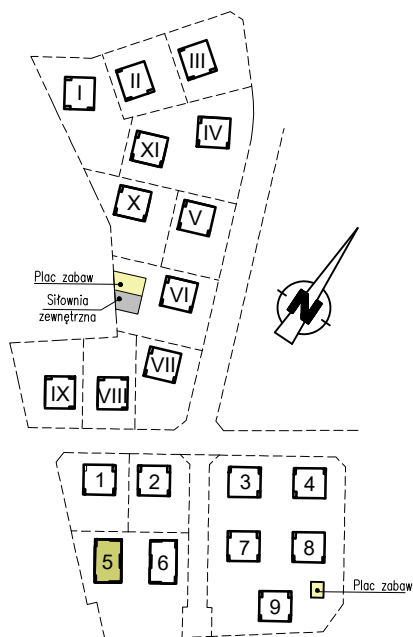 I
II
III
IV
XI
X
V
Plac zabaw
Siłownia
zewnętrzna
VI
N
VII
IX
VIII
1
2
3
4
5
6
7
8
Plac zabaw
9